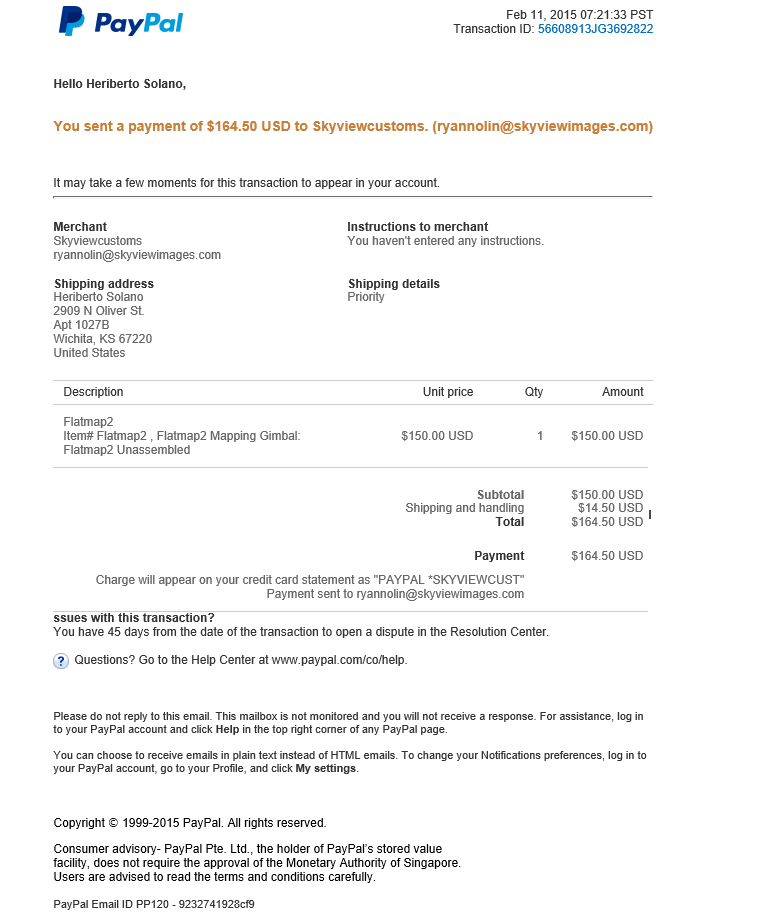 PayPal
Feb 11, 2015 07:21:33 PST
Transaction ID: 56608913JG3692822
Hello Heriberto Solano,
You sent a payment of $164.50 USD to Skyviewcustoms. (ryannolin@skyviewimages.com)
It may take a few moments for this transaction to appear in your account.
Merchant
Skyviewcustoms
ryannolin@skyviewimages.com
Instructions to merchant
You haven't entered any instructions.
Shipping address
Heriberto Solano
2909 N Oliver St.
Apt 1027B
Wichita, KS 67220
United States
Shipping details
Priority
Description Unit price Qty Amount
Flatmap2
Item# Flatmap2 , Flatmap2 Mapping Gimbal: $150.00 USD 1 $150.00 USD
Flatmap2 Unassembled
Subtotal $150.00 USD
Shipping and handling $14.50 USD
Total $164.50 USD
Payment $164.50 USD
Charge will appear on your credit card statement as "PAYPAL *SKYVIEWCUST"
Payment sent to ryannolin@skyviewimages.com
ssues with this transaction?
You have 45 days from the date of the transaction to open a dispute in the Resolution Center.
? Questions? Go to the Help Center at www.paypal.com/co/help.
Please do not reply to this email. This mailbox is not monitored and you will not receive a response. For assistance, log in
to your PayPal account and click Help in the top right corner of any PayPal page.
You can choose to receive emails in plain text instead of HTML emails. To change your Notifications preferences, log in to
your PayPal account, go to your Profile, and click My settings.
Copyright © 1999-2015 PayPal. All rights reserved.
Consumer advisory- PayPal Pte. Ltd., the holder of PayPal's stored value
facility, does not require the approval of the Monetary Authority of Singapore.
Users are advised to read the terms and conditions carefully.
PayPal Email ID PP120 - 9232741928cf9